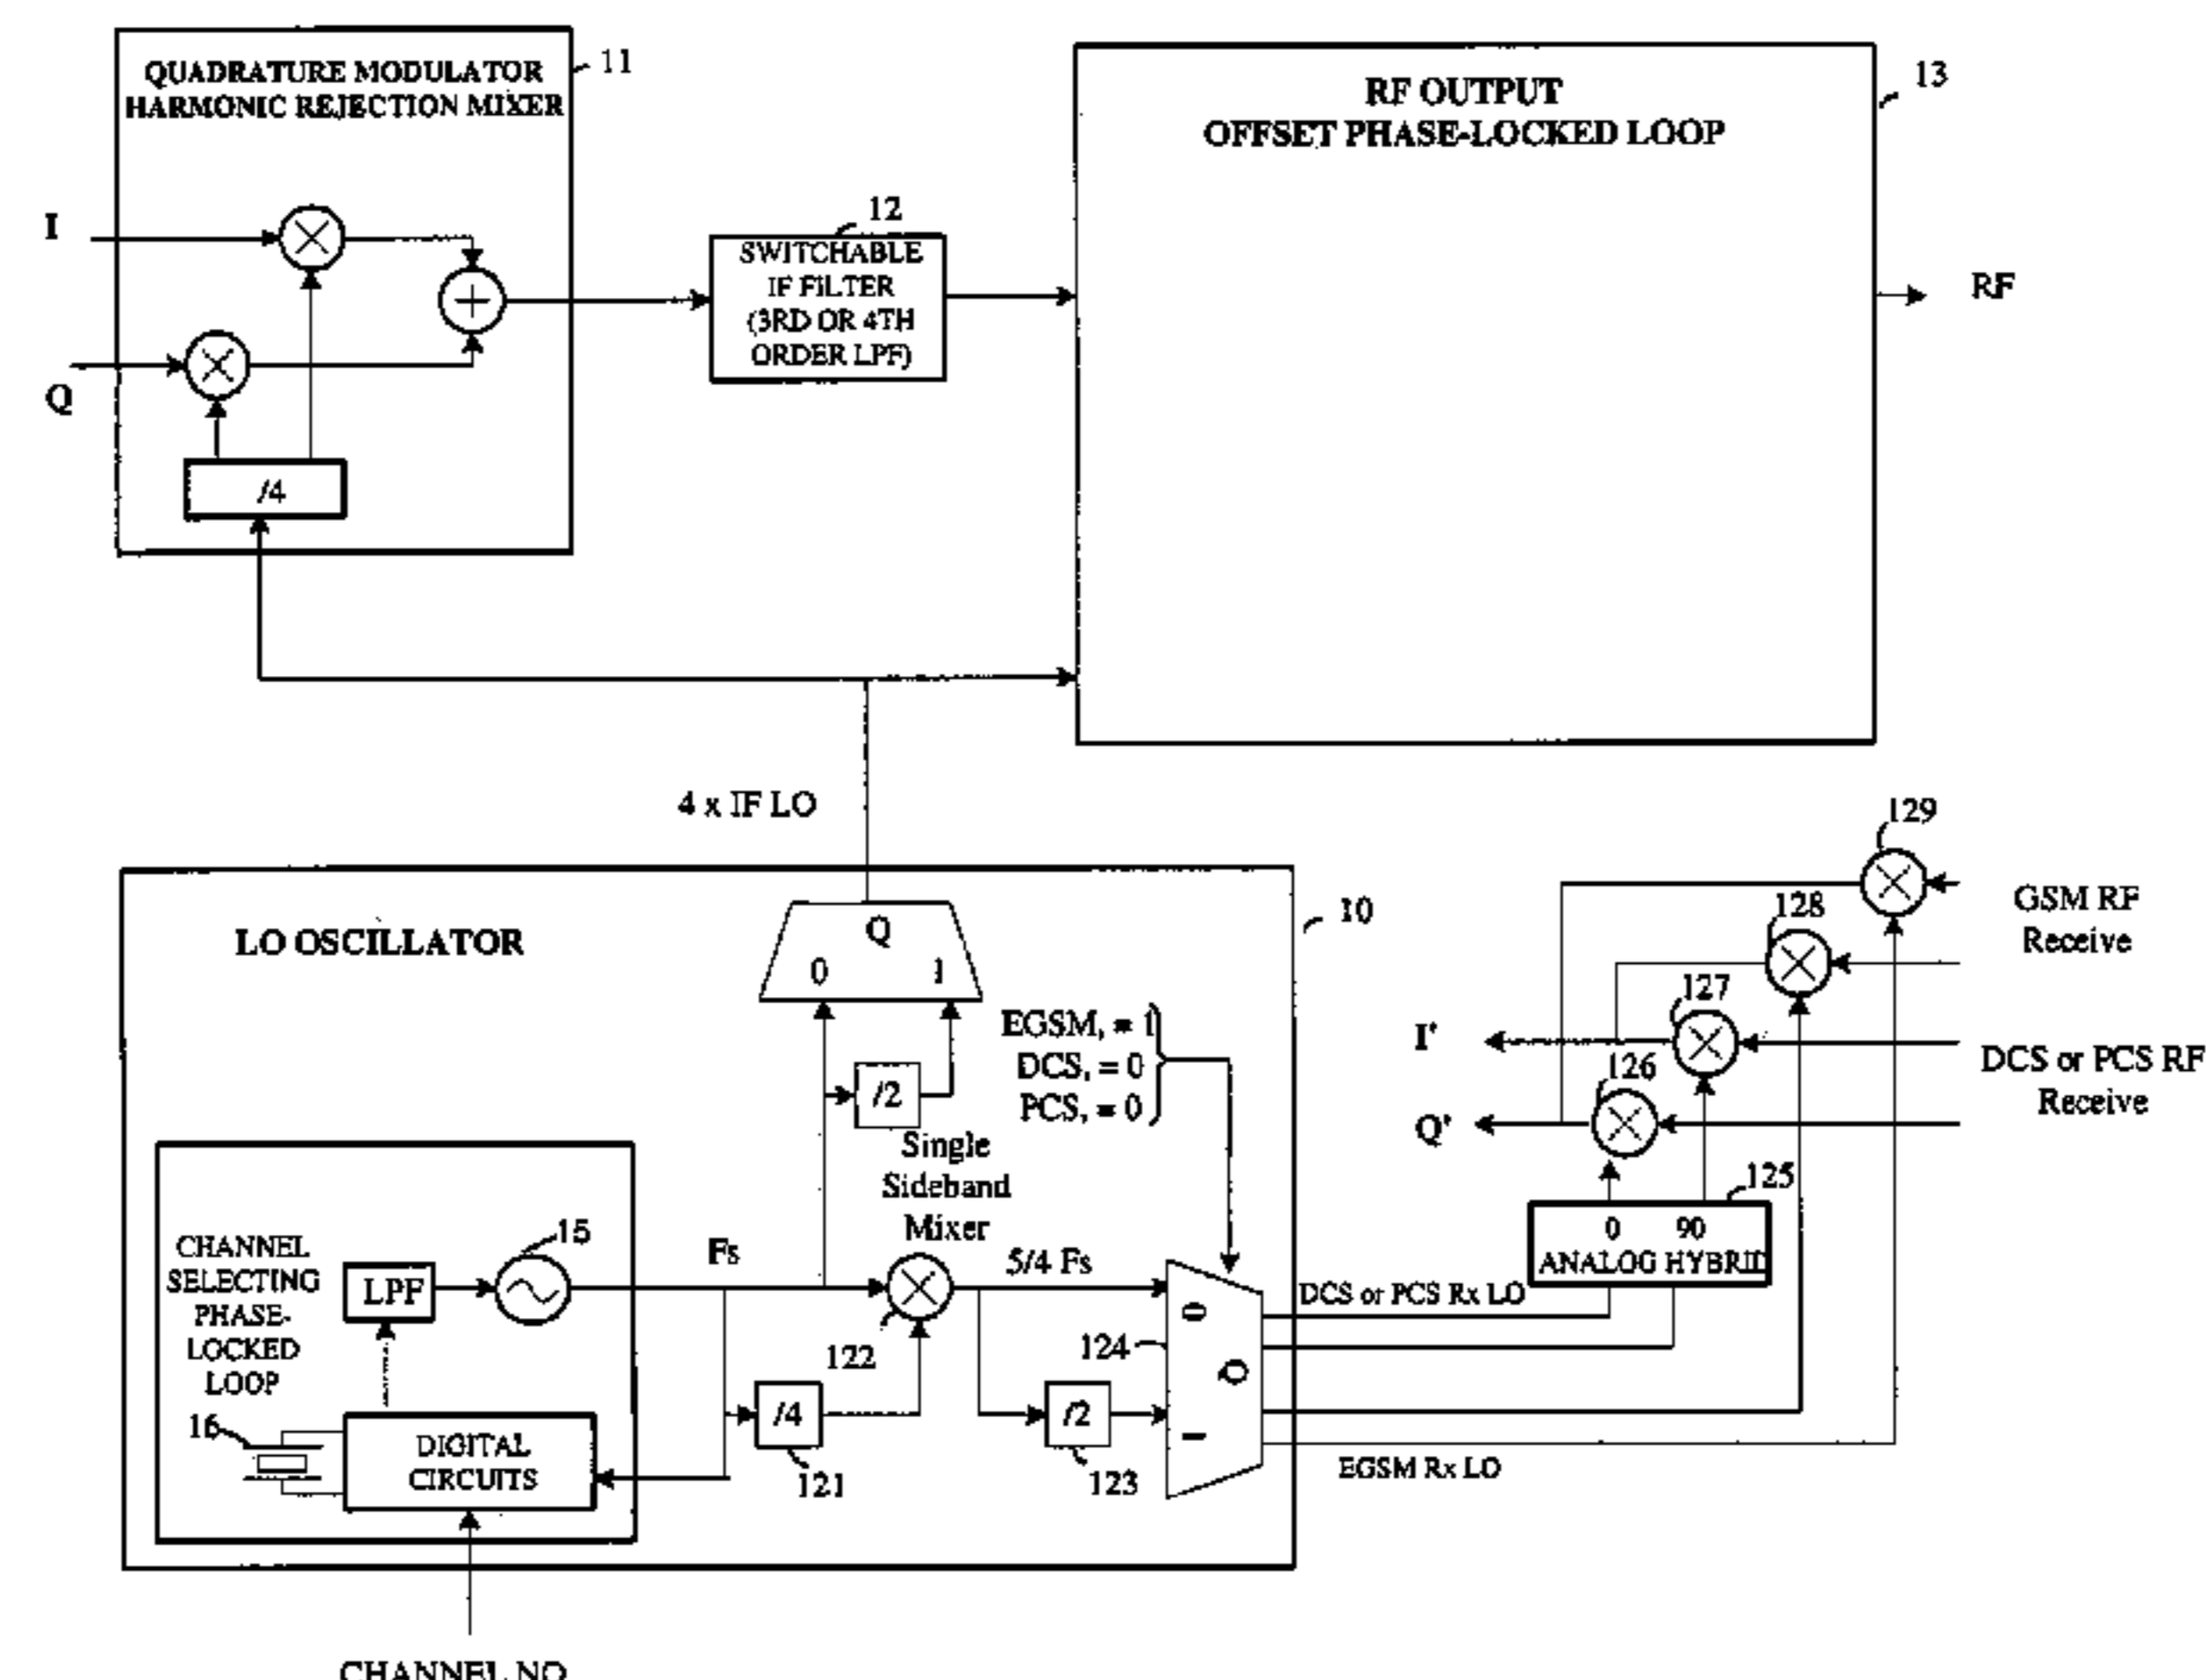 QUADRATURE MODULATOR
HARMONIC REJECTION MIXER
11
I
Q
/4
12
SWITCHABLE
IF FILTER
(3RD OR 4TH
ORDER LPF)
RF OUTPUT
OFFSET PHASE-LOCKED LOOP
13
RF
4 x IF LO
LO OSCILLATOR
10
Q
0 1
/2
EGSM, = 1
DCS, = 0
PCS, = 0
Single
Sideband
Mixer
CHANNEL
SELECTING
PHASE-
LOCKED
LOOP
LPF
15
16
DIGITAL
CIRCUITS
CHANNEL NO
Fs
122
/4
121
5/4 Fs
/2
123
124
0
Q
1
DCS or PCS Rx LO
EGSM Rx LO
129
128
127
126
GSM RF
Receive
DCS or PCS RF
Receive
I'
Q'
125
0 90
ANALOG HYBRID